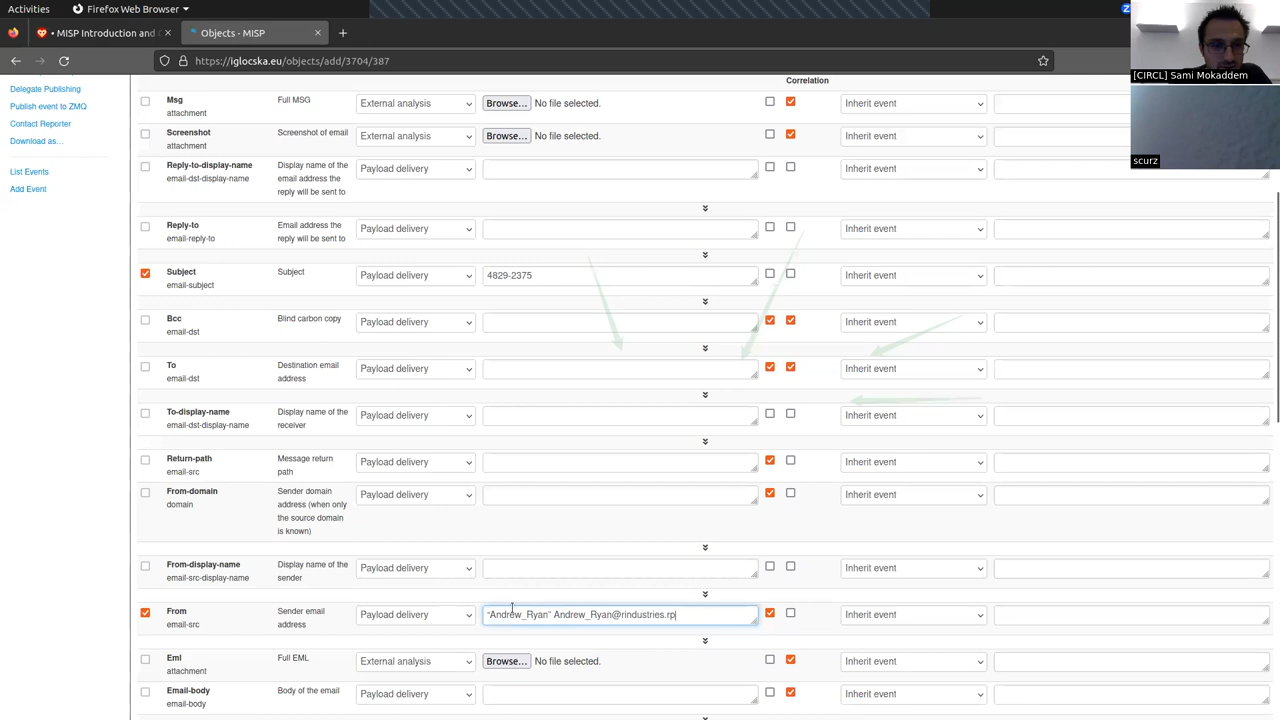 Activities Firefox Web Browser
• MISP Introduction and Objects - MISP
https://iglocska.eu/objects/add/3704/387
[CIRCL] Sami Mokaddem
scurz
Delegate Publishing
Publish event to ZMQ
Contact Reporter
Download as…
List Events
Add Event
Correlation
Msg Full MSG External analysis Browse... No file selected. Inherit event
attachment
Screenshot Screenshot of email External analysis Browse... No file selected. Inherit event
attachment
Reply-to-display-name Display name of the Payload delivery Inherit event
email-dst-display-name email address the
reply will be sent to
Reply-to Email address the Payload delivery Inherit event
email-reply-to reply will be sent to
Subject Subject Payload delivery 4829-2375 Inherit event
email-subject
Bcc Blind carbon copy Payload delivery Inherit event
email-dst
To Destination email Payload delivery Inherit event
email-dst address
To-display-name Display name of the Payload delivery Inherit event
email-dst-display-name receiver
Return-path Message return Payload delivery Inherit event
email-src path
From-domain Sender domain Payload delivery Inherit event
domain address (when only
the source domain
is known)
From-display-name Display name of the Payload delivery Inherit event
email-src-display-name sender
From Sender email Payload delivery “Andrew_Ryan” Andrew_Ryan@rindustries.rp Inherit event
email-src address
Eml Full EML External analysis Browse... No file selected. Inherit event
attachment
Email-body Body of the email Payload delivery Inherit event
email-body